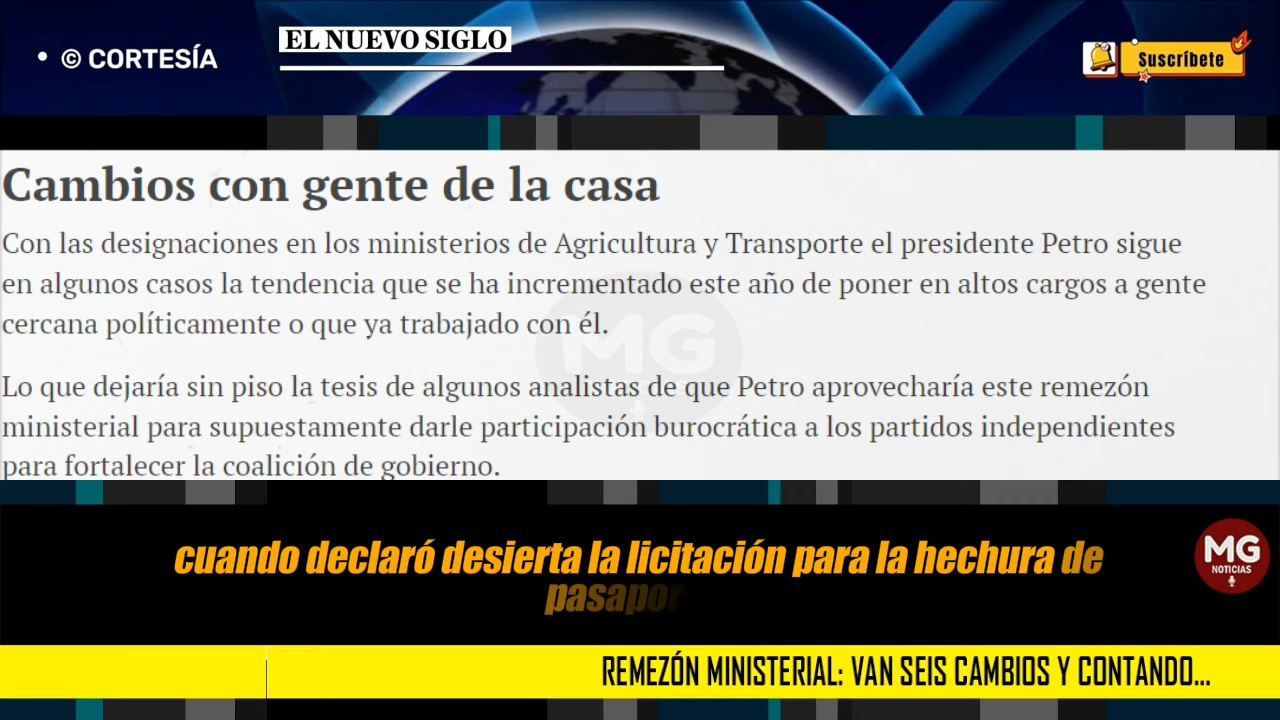 • © CORTESÍA
EL NUEVO SIGLO
Suscríbete
Cambios con gente de la casa
Con las designaciones en los ministerios de Agricultura y Transporte el presidente Petro sigue
en algunos casos la tendencia que se ha incrementado este año de poner en altos cargos a gente
cercana políticamente o que ya trabajado con él.
MG
Lo que dejaría sin piso la tesis de algunos analistas de que Petro aprovecharía este remezón
ministerial para supuestamente darle participación burocrática a los partidos independientes
para fortalecer la coalición de gobierno.
cuando declaró desierta la licitación para la hechura de
pasapor
MG
NOTICIAS
REMEZÓN MINISTERIAL: VAN SEIS CAMBIOS Y CONTANDO...